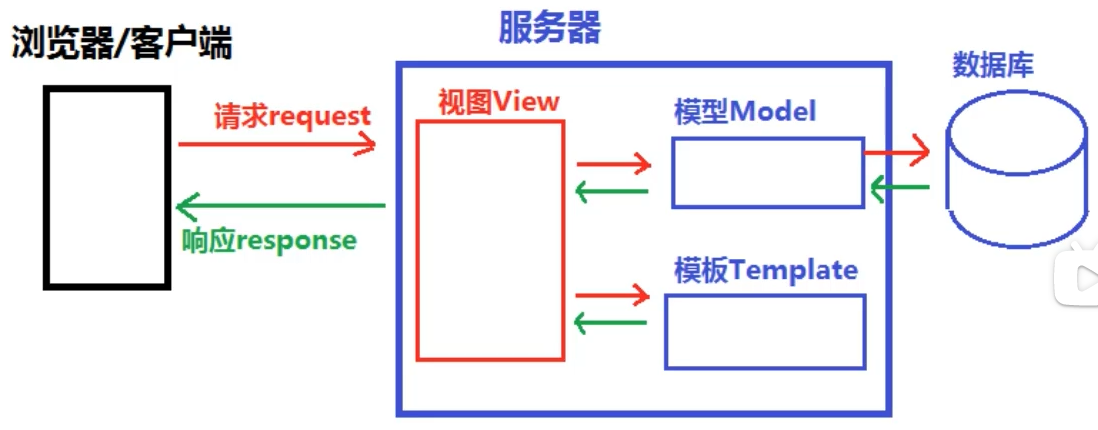 浏览器/客户端
服务器
数据库
请求request
视图View
模型Model
响应response
模板Template